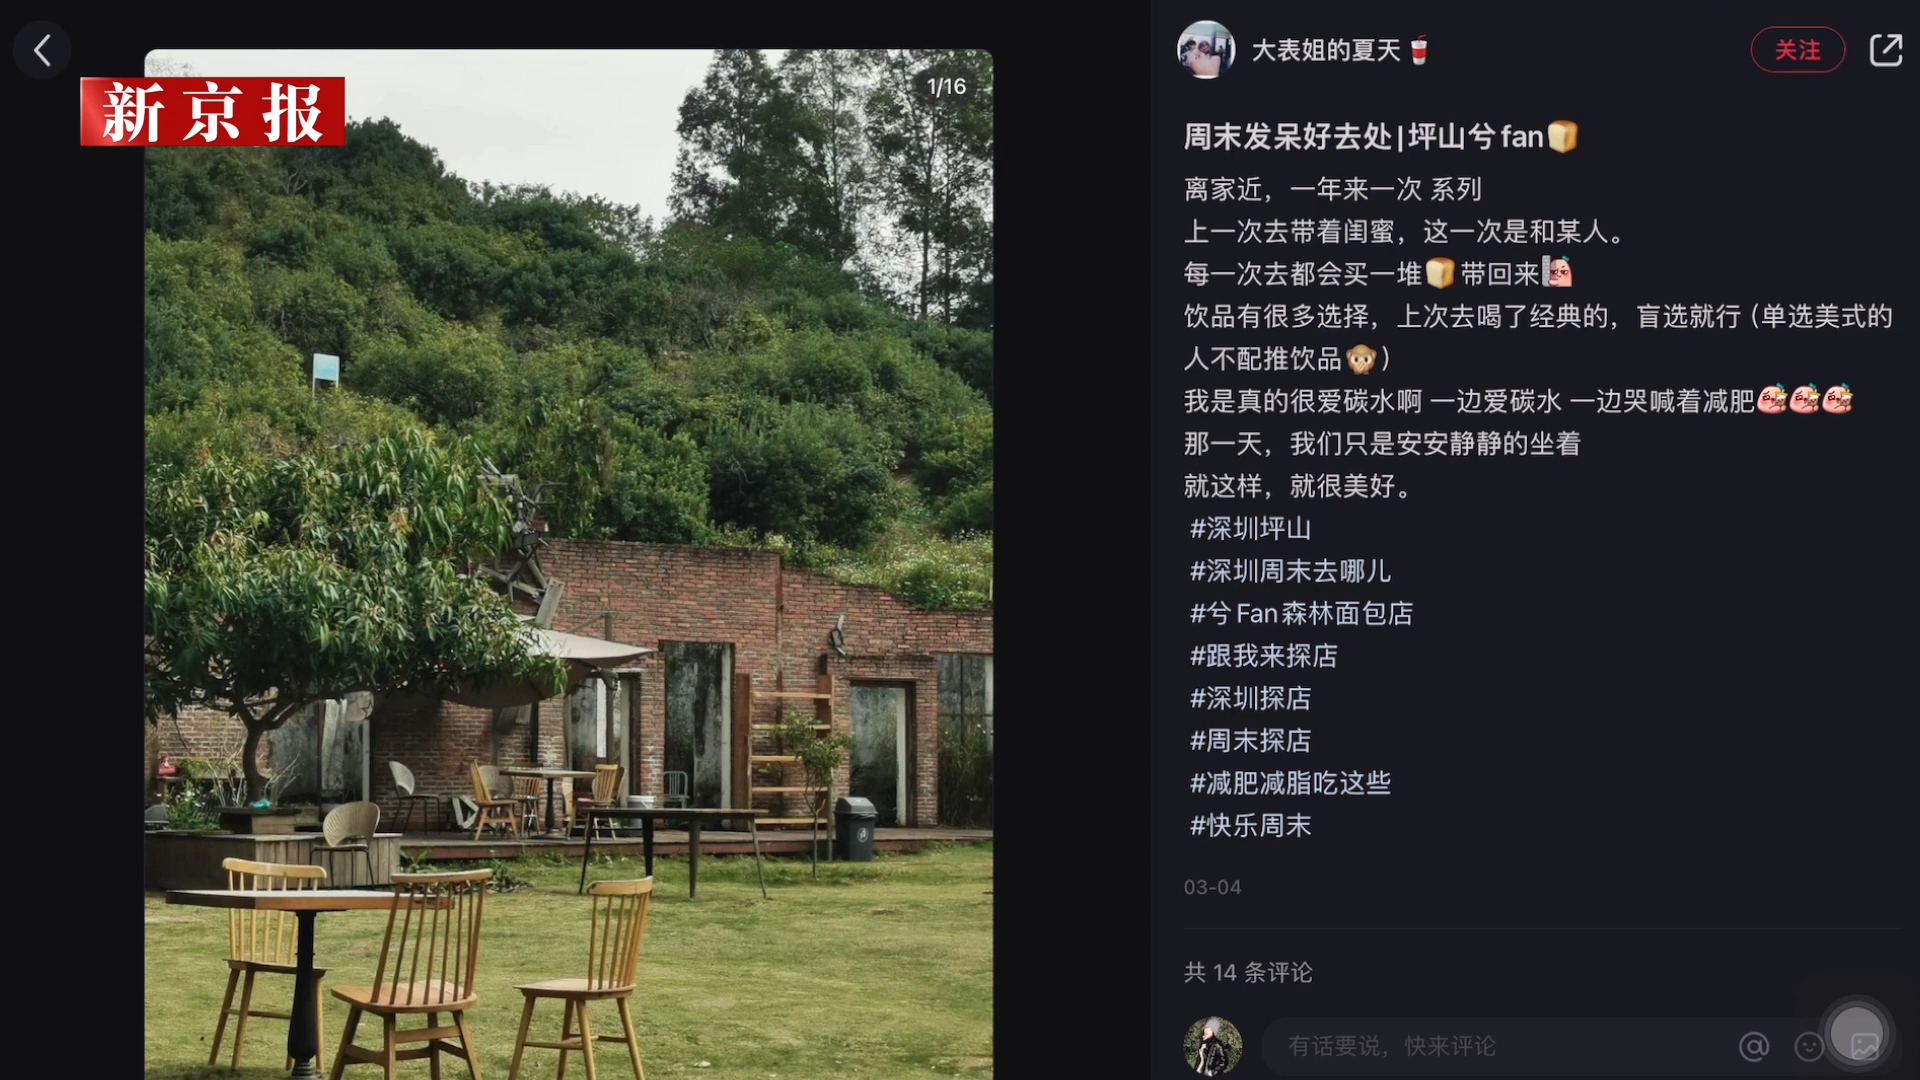 新京报
1/16
大表姐的夏天
关注
周末发呆好去处|坪山兮fan
离家近，一年来一次 系列
上一次去带着闺蜜，这一次是和某人。
每一次去都会买一堆 带回来
饮品有很多选择，上次去喝了经典的，盲选就行（单选美式的
人不配推饮品）
我是真的很爱碳水啊 一边爱碳水 一边哭喊着减肥
那一天，我们只是安安静静的坐着
就这样，就很美好。
#深圳坪山
#深圳周末去哪儿
#兮Fan森林面包店
#跟我来探店
#深圳探店
#周末探店
#减肥减脂吃这些
#快乐周末
03-04
共 14 条评论
有话要说，快来评论